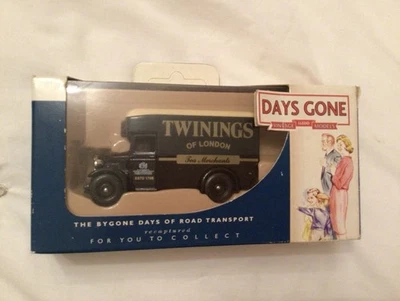 TWININGS
OF LONDON
Tea Merchants
DAYS GONE
THE BYGONE DAYS OF ROAD TRANSPORT
recaptured
FOR YOU TO COLLECT